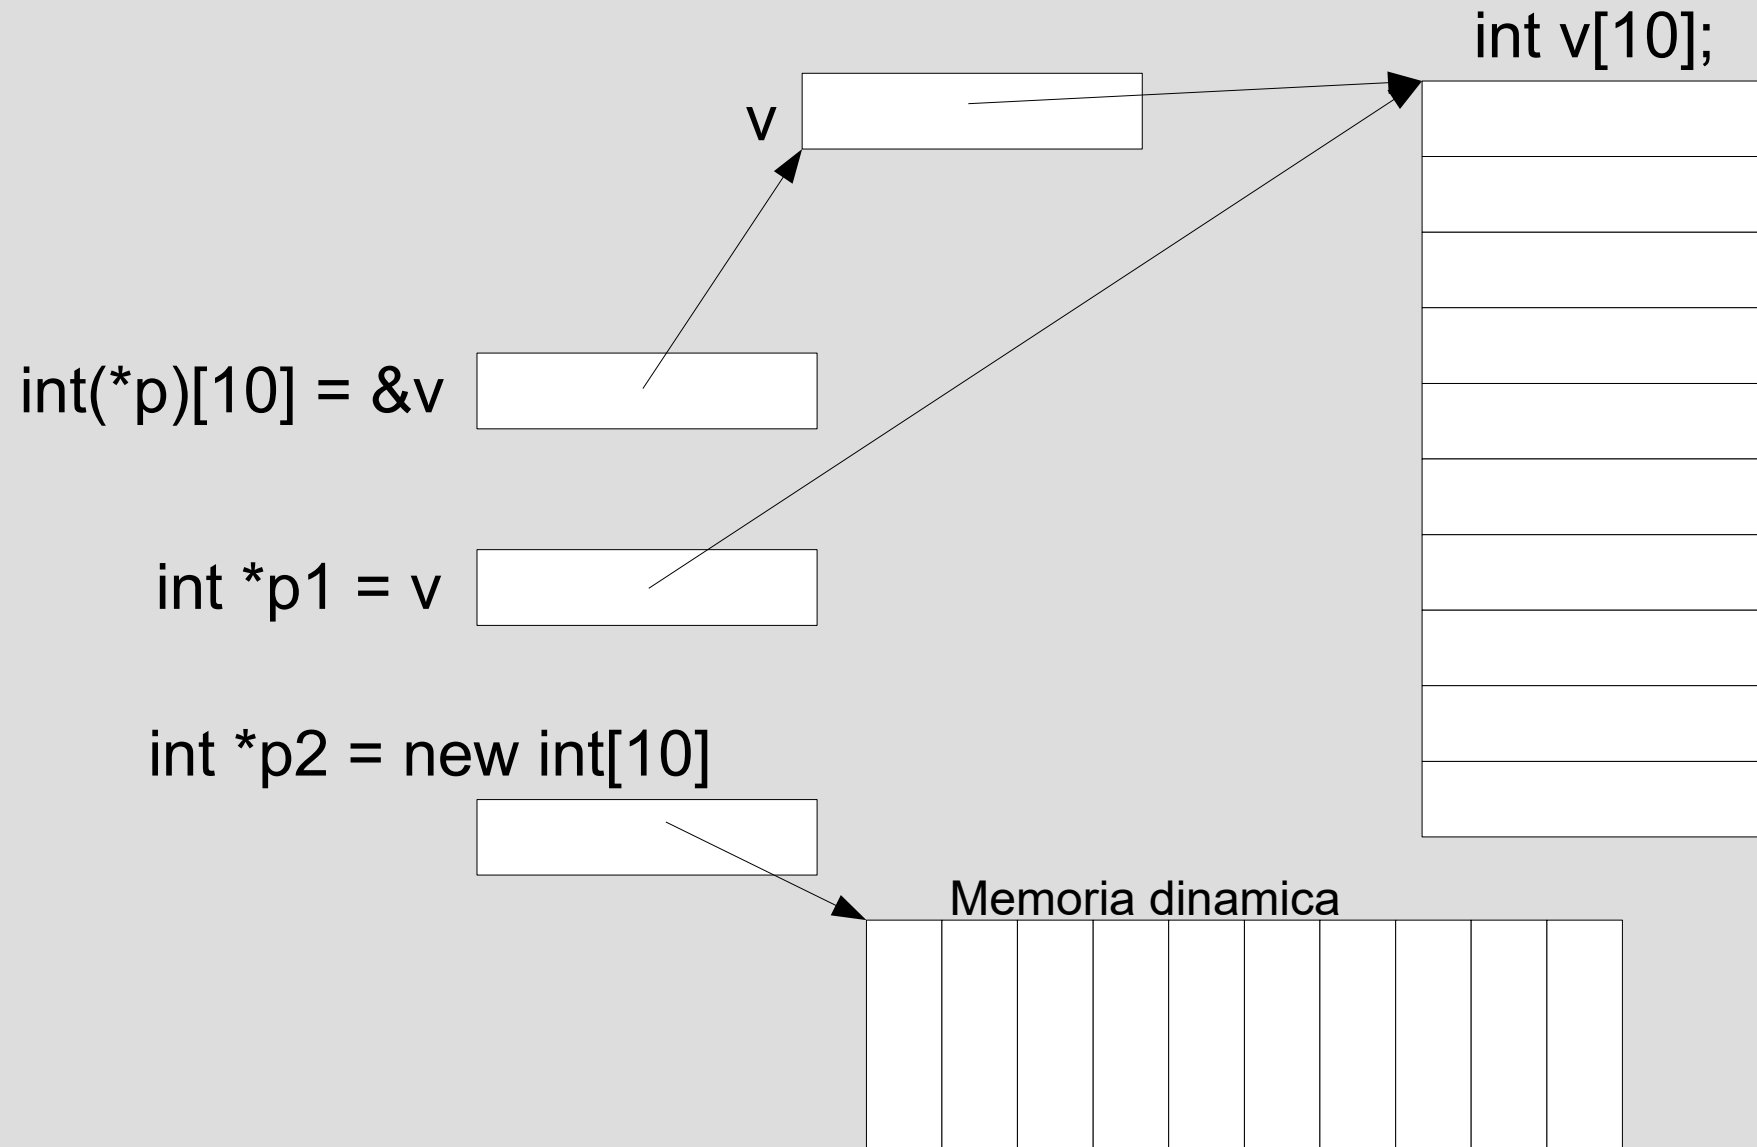 int v[10];
v
int(*p)[10] = &v
int *p1 = v
int *p2 = new int[10]
Memoria dinamica